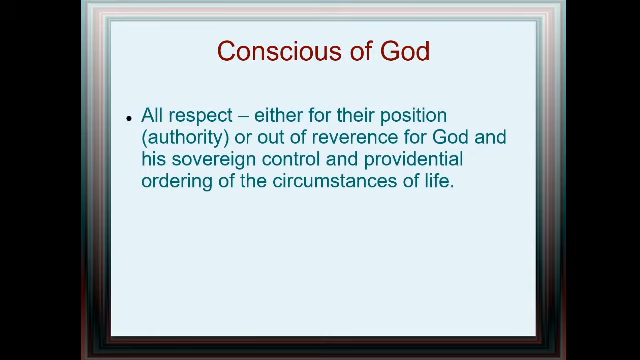 Conscious of God
All respect – either for their position
(authority) or out of reverence for God and
his sovereign control and providential
ordering of the circumstances of life.